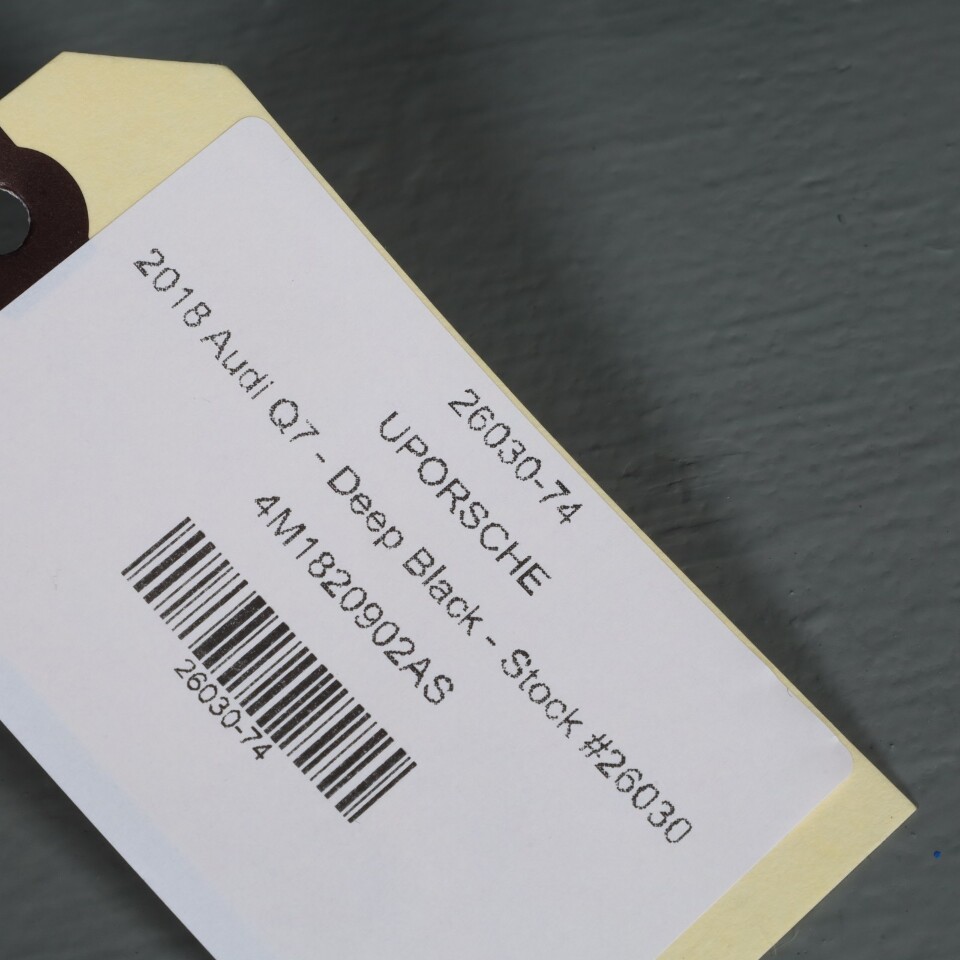 26030-74
UPORSCHE
2018 Audi Q7 - Deep Black - Stock #26030
4M1820902AS
26030-74